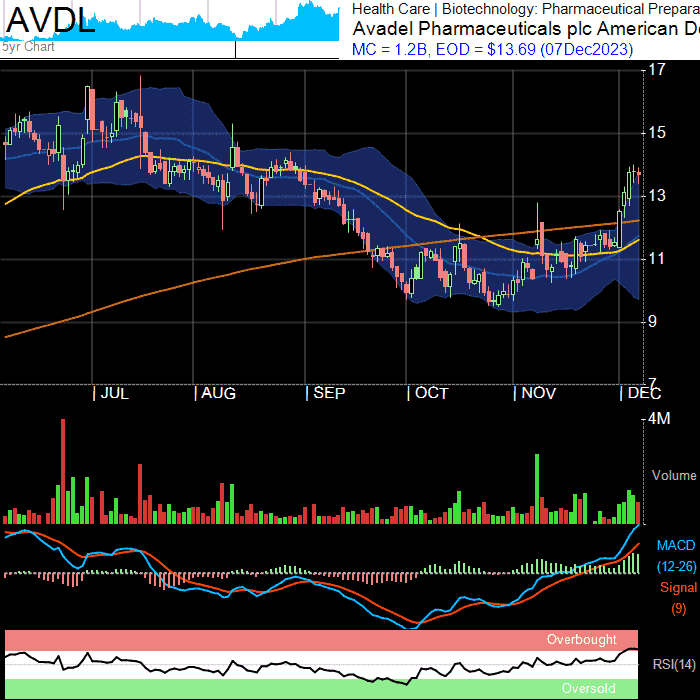 AVDL
5yr Chart
Health Care | Biotechnology: Pharmaceutical Prepara
Avadel Pharmaceuticals plc American De
MC = 1.2B, EOD = $13.69 (07Dec2023)
17
15
13
11
9
7
| JUL | AUG | SEP | OCT | NOV | DEC
4M
Volume
MACD
(12-26)
Signal
(9)
Overbought
RSI(14)
Oversold